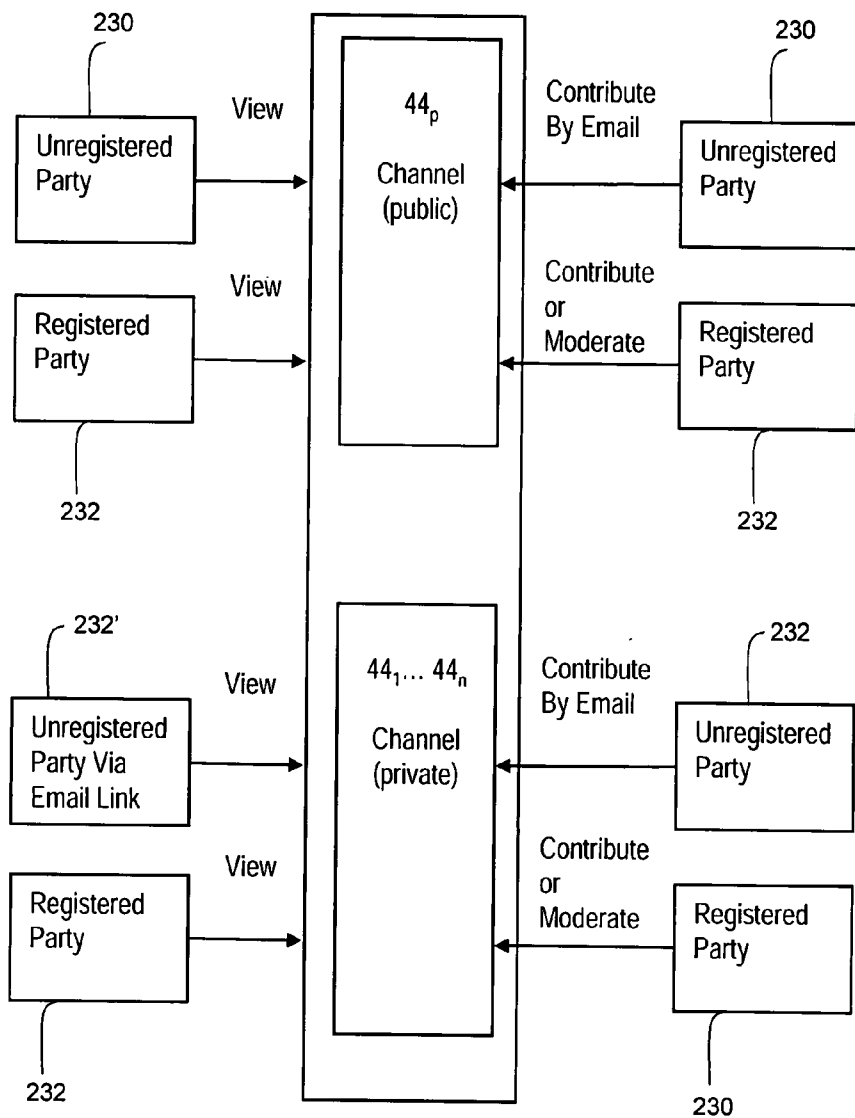 230
Unregistered
Party
View
44p
Channel
(public)
Contribute
By Email
230
Unregistered
Party
View
Registered
Party
232
Contribute
or
Moderate
Registered
Party
232
232'
Unregistered
Party Via
Email Link
View
441... 44n
Channel
(private)
Contribute
By Email
232
Unregistered
Party
View
Registered
Party
232
Contribute
or
Moderate
Registered
Party
230